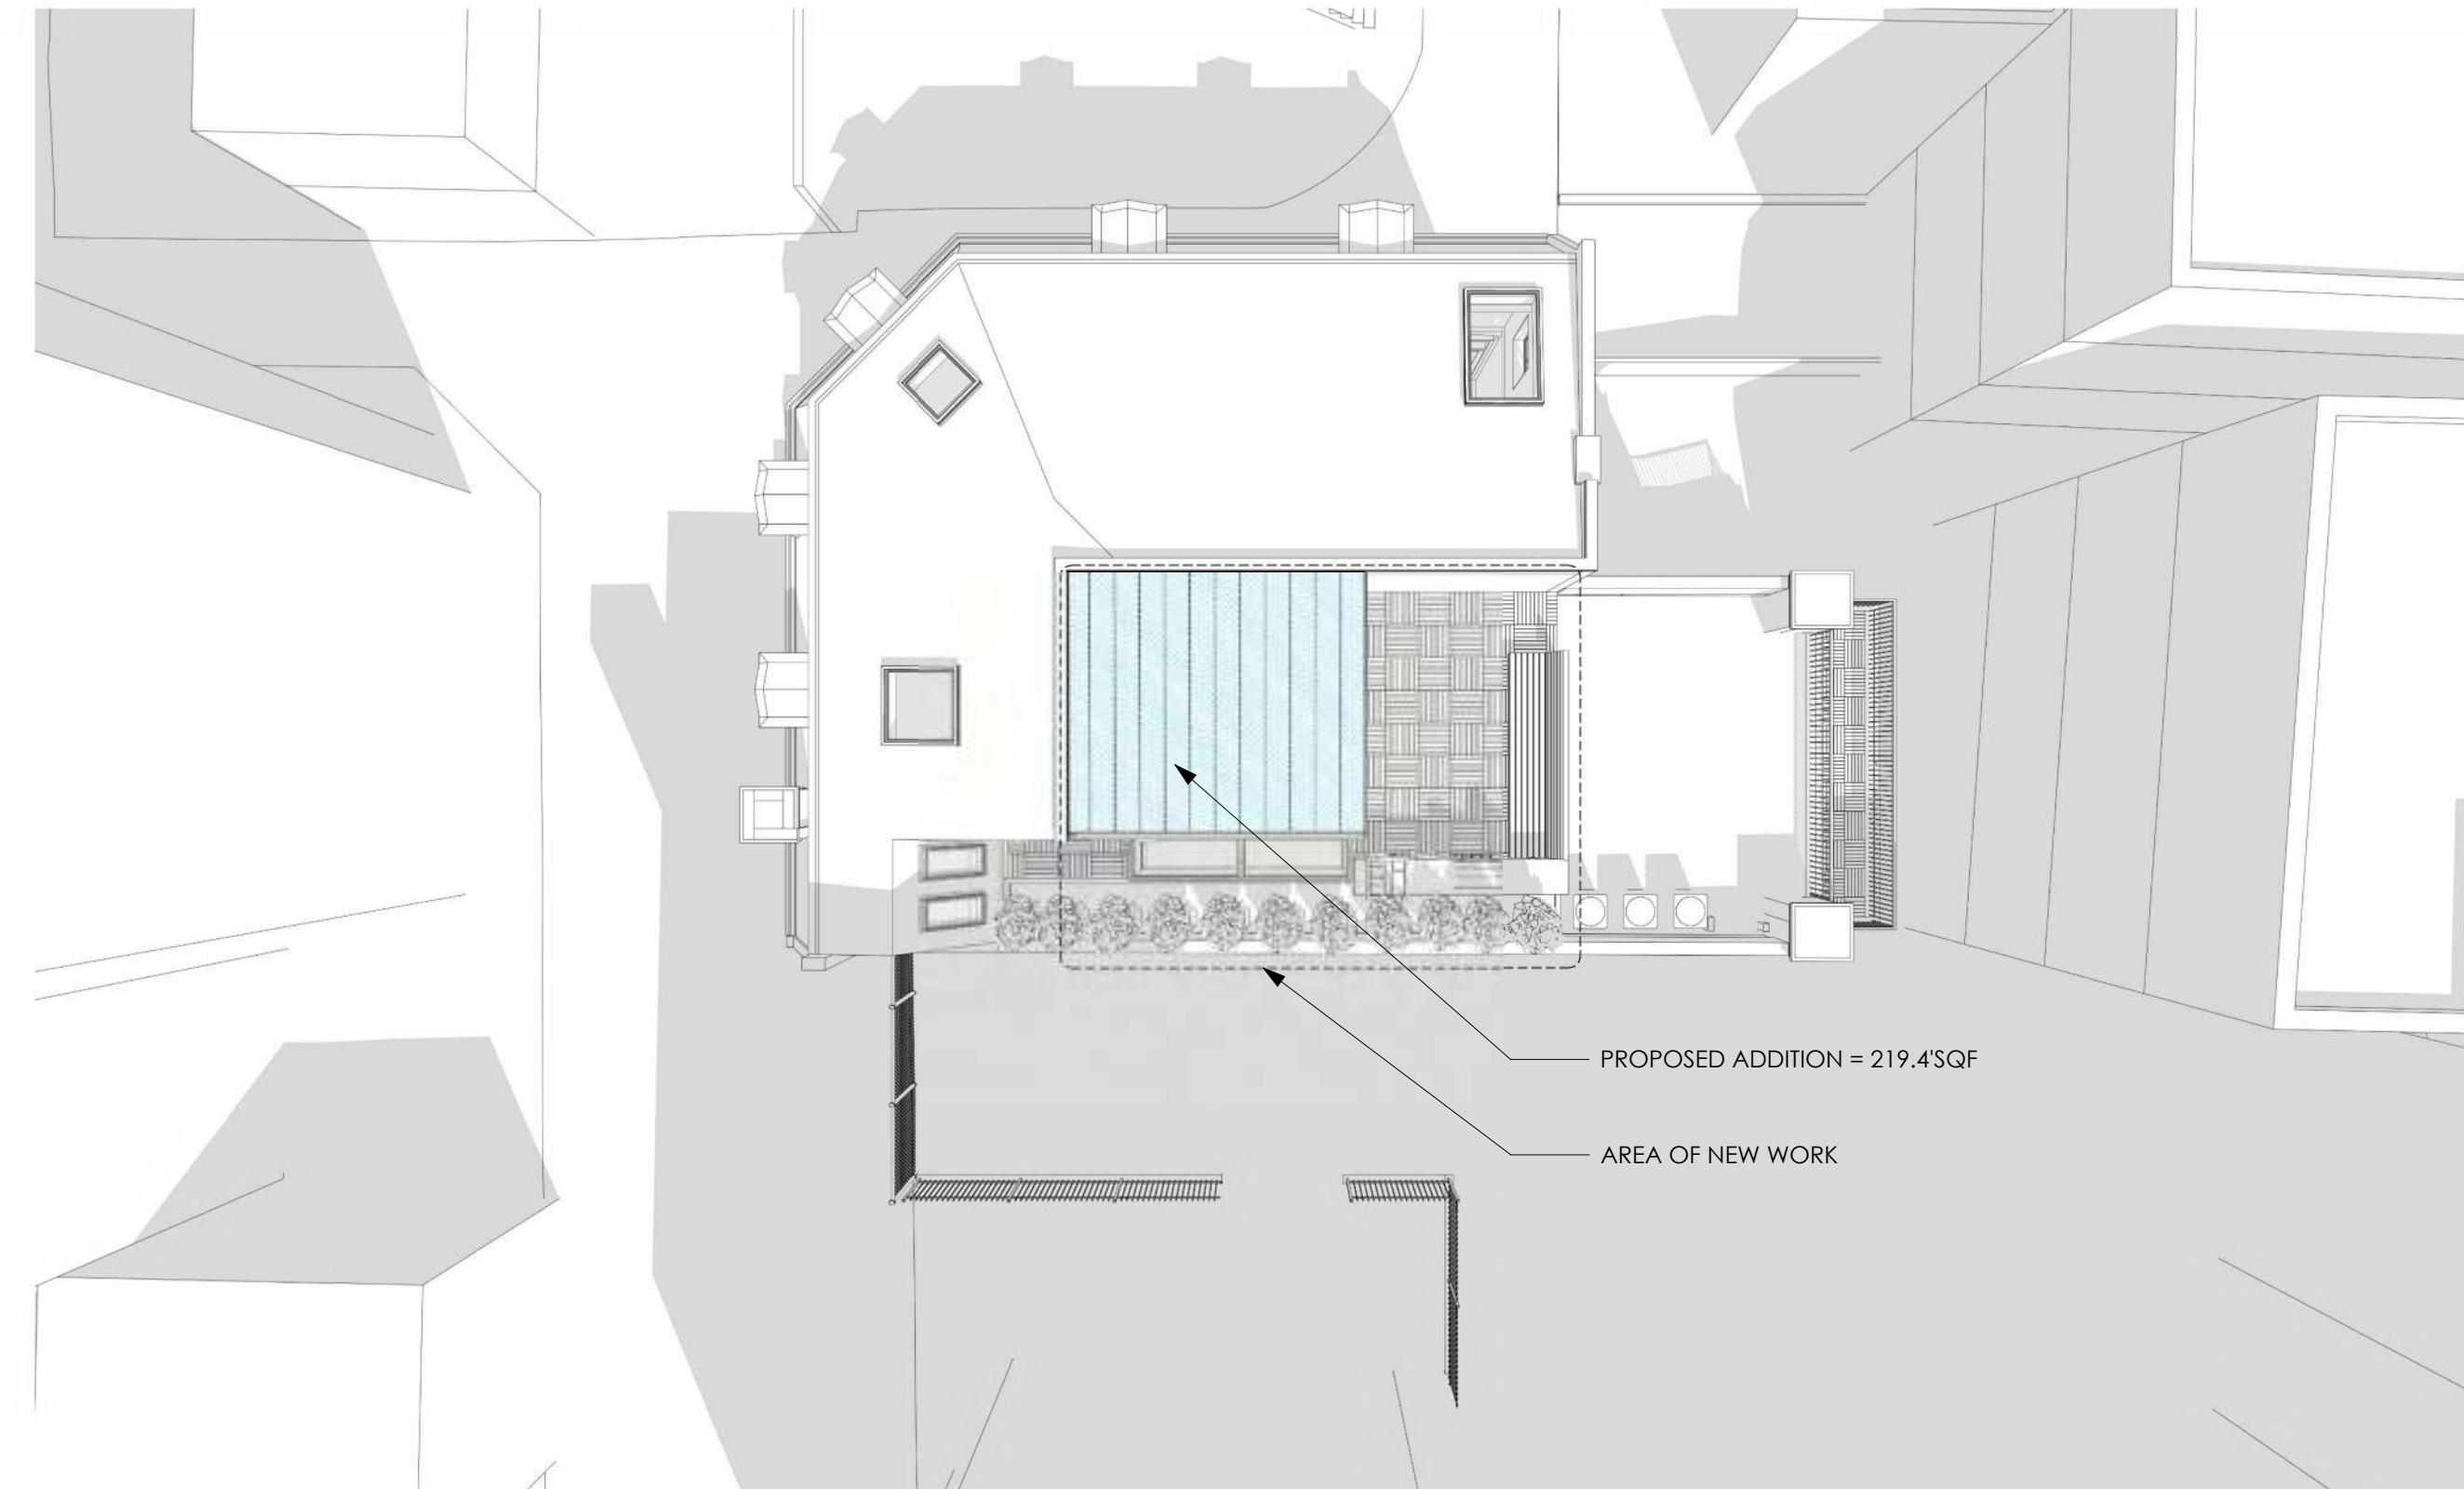 PROPOSED ADDITION = 219.4'SQF
AREA OF NEW WORK